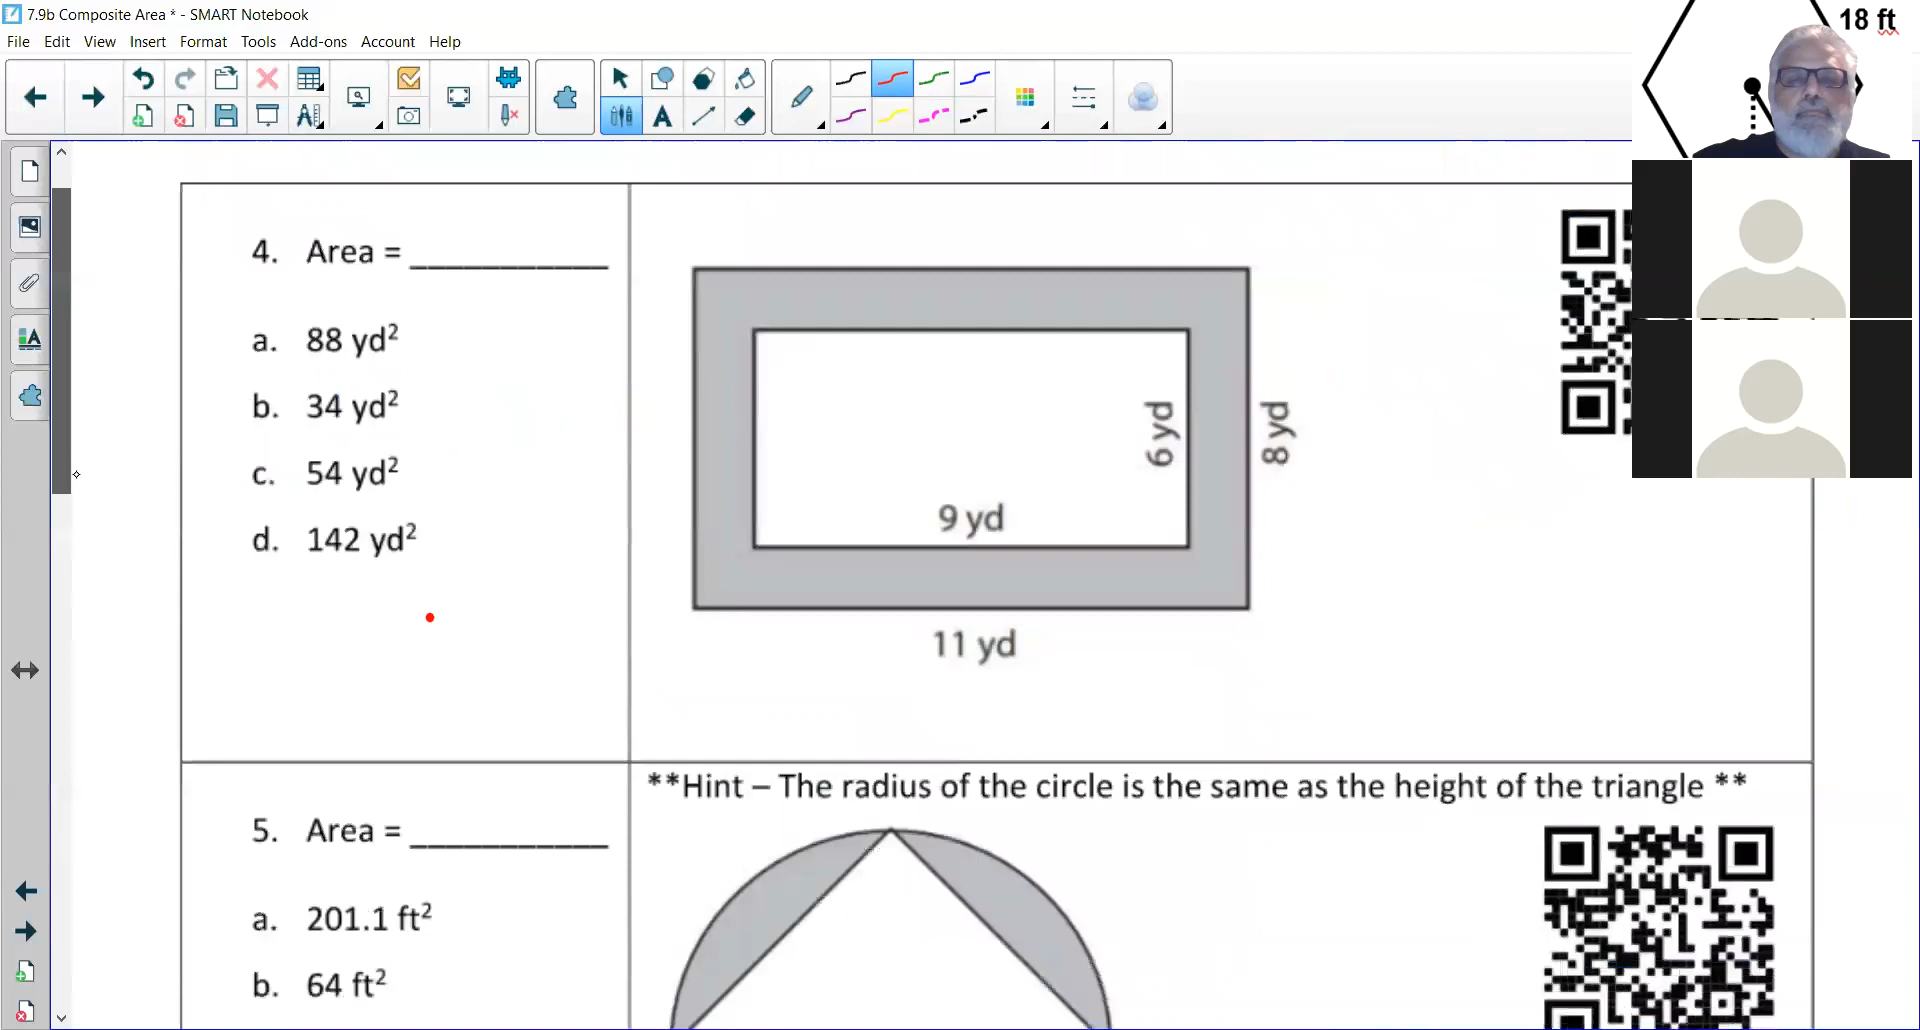 7.9b Composite Area * - SMART Notebook
File Edit View Insert Format Tools Add-ons Account Help
18 ft
4. Area = ___________
a. 88 yd²
b. 34 yd²
c. 54 yd²
d. 142 yd²
6 yd
8 yd
9 yd
11 yd
**Hint – The radius of the circle is the same as the height of the triangle **
5. Area = ___________
a. 201.1 ft²
b. 64 ft²